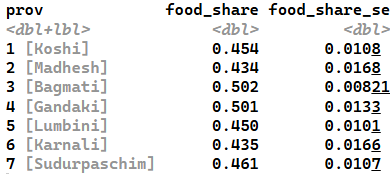 prov food_share food_share_se
<dbl+lbl> <dbl> <dbl>
1 [Koshi] 0.454 0.0108
2 [Madhesh] 0.434 0.0168
3 [Bagmati] 0.502 0.00821
4 [Gandaki] 0.501 0.0133
5 [Lumbini] 0.450 0.0101
6 [Karnali] 0.435 0.0166
7 [Sudurpaschim] 0.461 0.0107